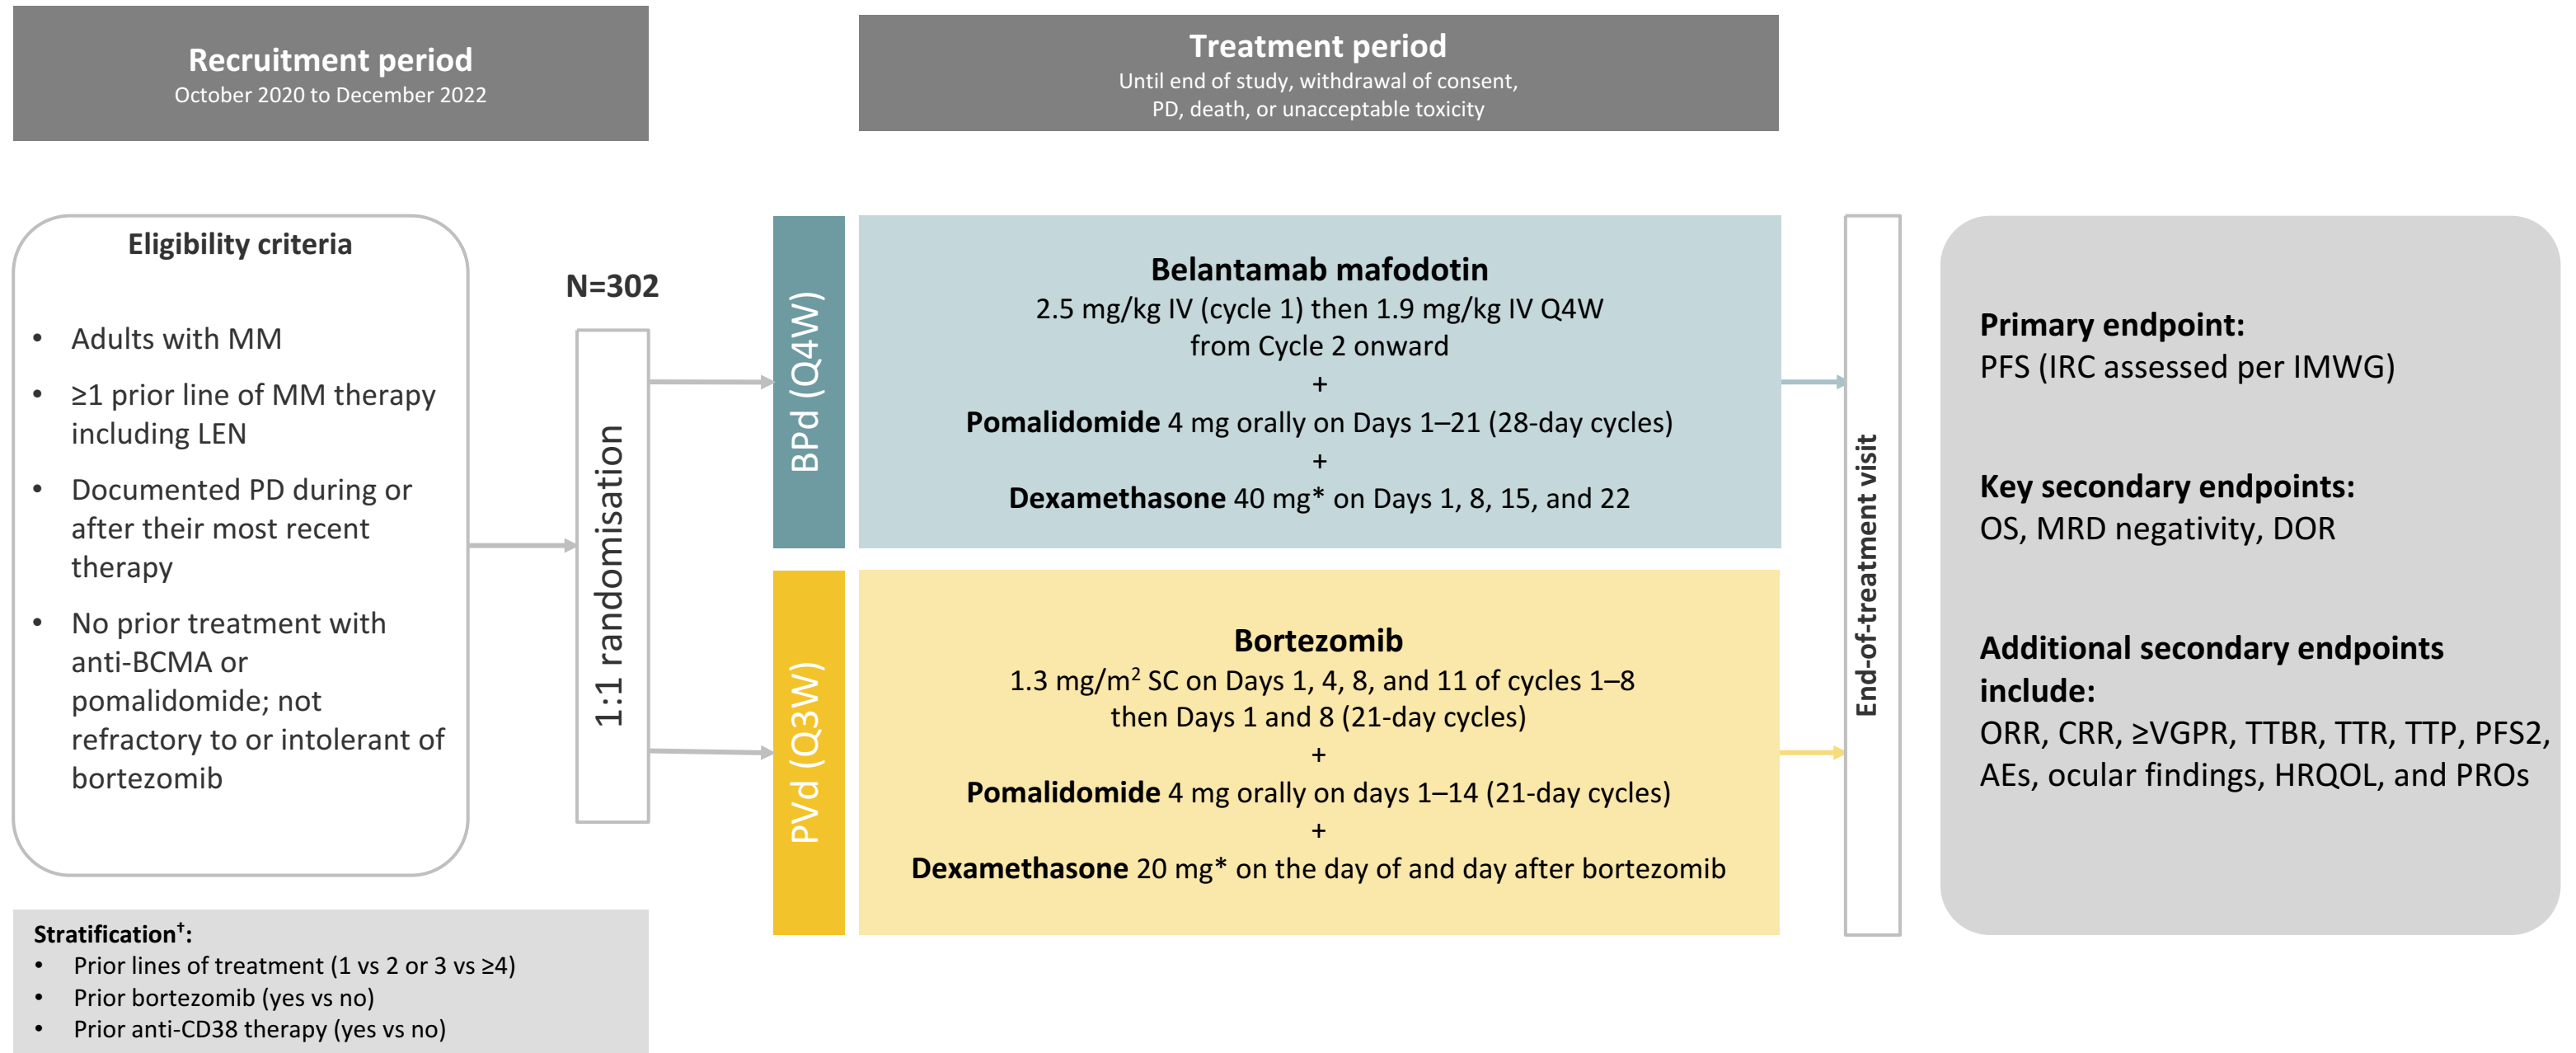 Recruitment period
October 2020 to December 2022
Treatment period
Until end of study, withdrawal of consent,
PD, death, or unacceptable toxicity
Eligibility criteria
• Adults with MM
• ≥1 prior line of MM therapy
including LEN
• Documented PD during or
after their most recent
therapy
• No prior treatment with
anti-BCMA or
pomalidomide; not
refractory to or intolerant of
bortezomib
Stratification†:
• Prior lines of treatment (1 vs 2 or 3 vs ≥4)
• Prior bortezomib (yes vs no)
• Prior anti-CD38 therapy (yes vs no)
N=302
1:1 randomisation
BPd (Q4W)
Belantamab mafodotin
2.5 mg/kg IV (cycle 1) then 1.9 mg/kg IV Q4W
from Cycle 2 onward
+
Pomalidomide 4 mg orally on Days 1–21 (28-day cycles)
+
Dexamethasone 40 mg* on Days 1, 8, 15, and 22
PVd (Q3W)
Bortezomib
1.3 mg/m² SC on Days 1, 4, 8, and 11 of cycles 1–8
then Days 1 and 8 (21-day cycles)
+
Pomalidomide 4 mg orally on days 1–14 (21-day cycles)
+
Dexamethasone 20 mg* on the day of and day after bortezomib
End-of-treatment visit
Primary endpoint:
PFS (IRC assessed per IMWG)
Key secondary endpoints:
OS, MRD negativity, DOR
Additional secondary endpoints
include:
ORR, CRR, ≥VGPR, TTBR, TTR, TTP, PFS2,
AEs, ocular findings, HRQOL, and PROs